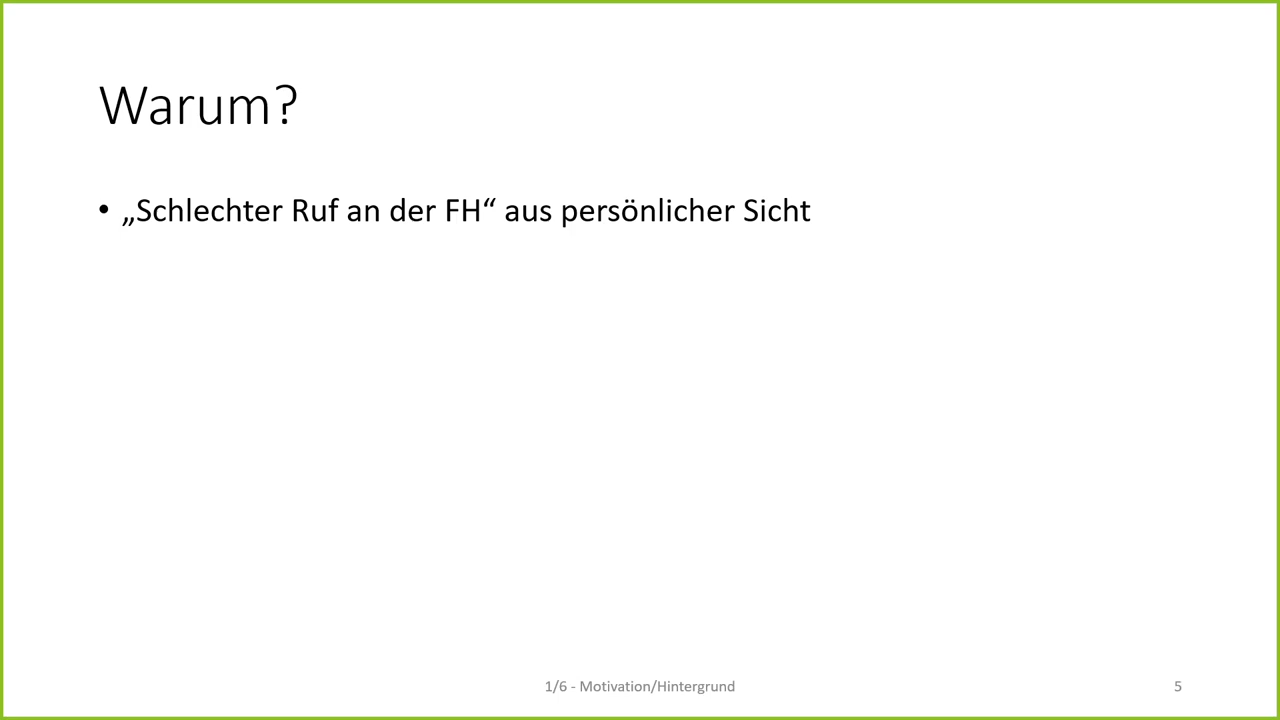 Warum?
• „Schlechter Ruf an der FH“ aus persönlicher Sicht
1/6 - Motivation/Hintergrund
5